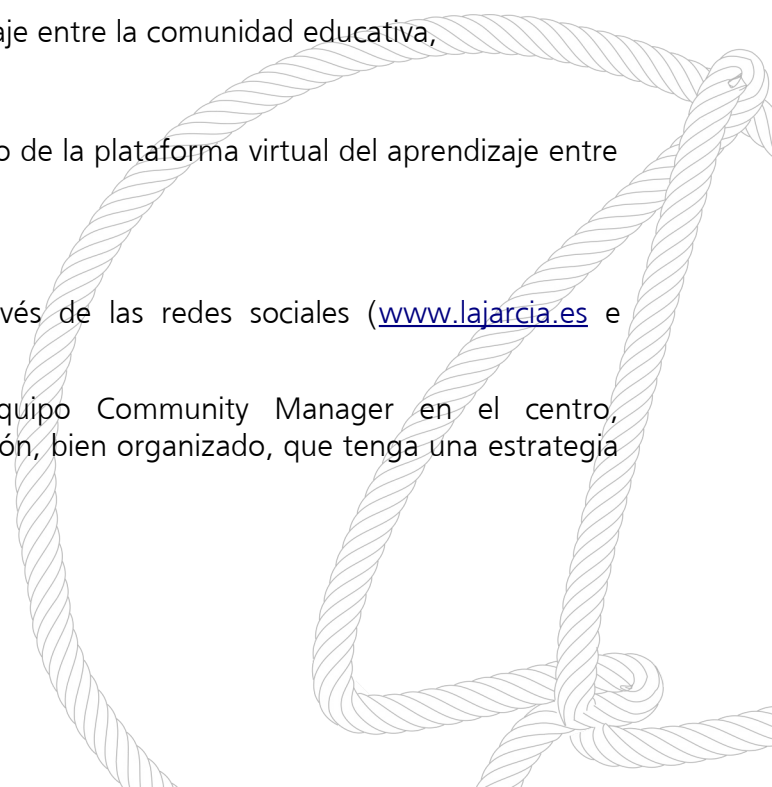 aje entre la comunidad educativa,
o de la plataforma virtual del aprendizaje entre
vés de las redes sociales (www.lajarcia.es e
quipo Community Manager en el centro,
ón, bien organizado, que tenga una estrategia